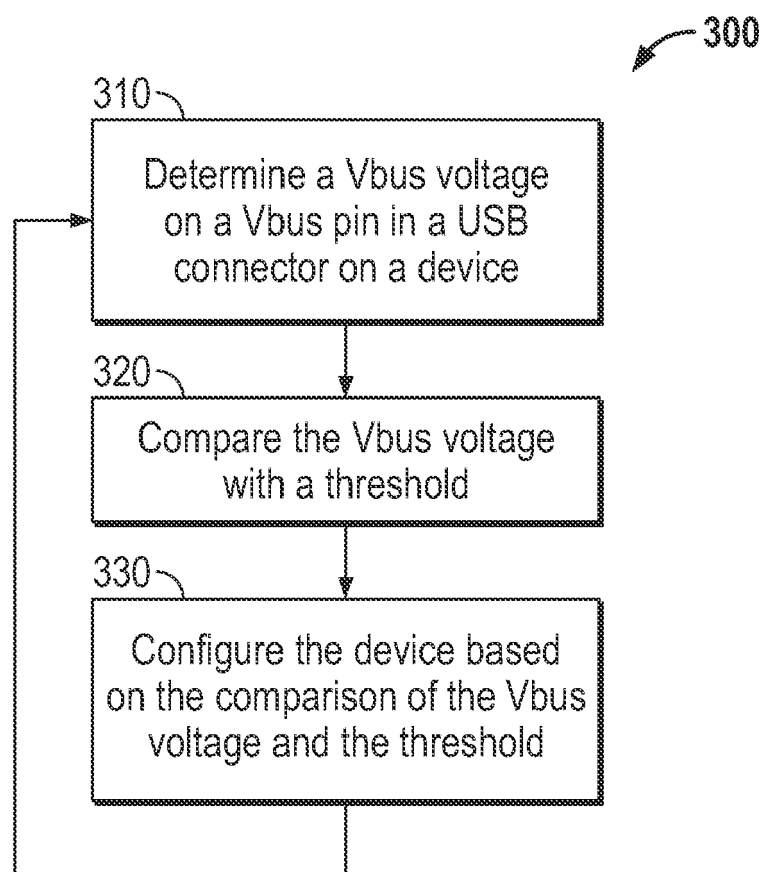 300
310
Determine a Vbus voltage
on a Vbus pin in a USB
connector on a device
320
Compare the Vbus voltage
with a threshold
330
Configure the device based
on the comparison of the Vbus
voltage and the threshold